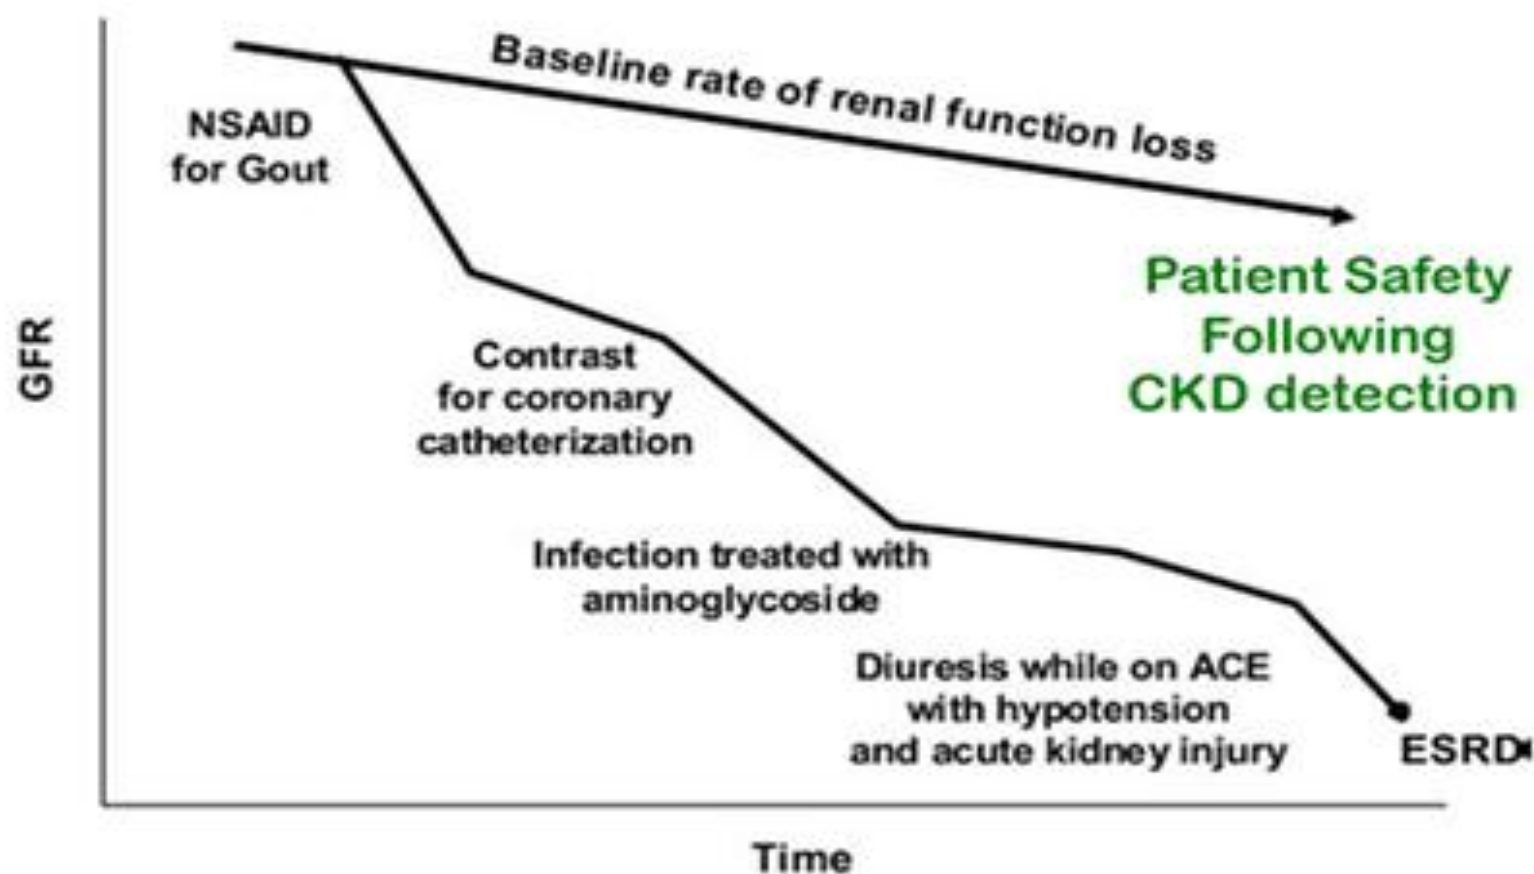 Baseline rate of renal function loss
NSAID
for Gout
Patient Safety
Following
CKD detection
GFR
Contrast
for coronary
catheterization
Infection treated with
aminoglycoside
Diuresis while on ACE
with hypotension
and acute kidney injury
ESRD
Time